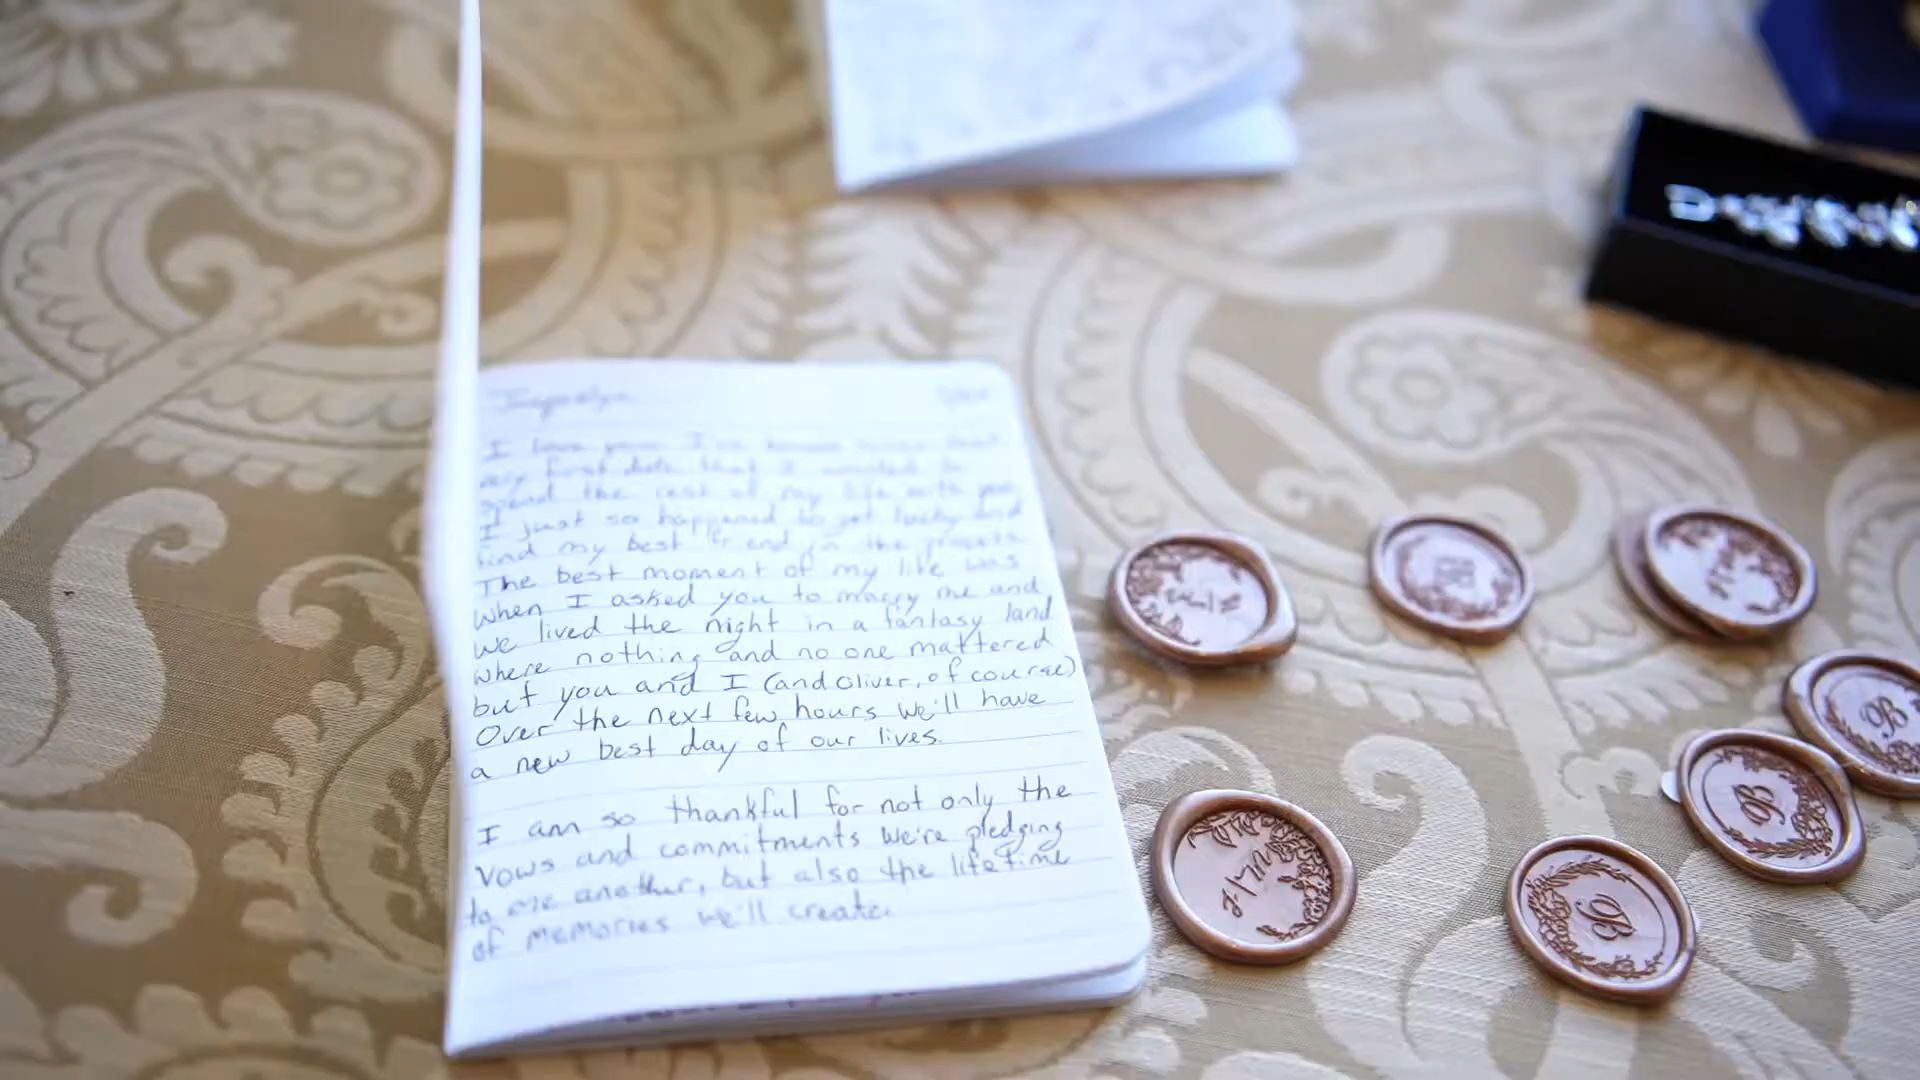 Jacquelyn
I love you. I've known since that
very first date that I wanted to
spend the rest of my life with you.
I just so happened to get lucky and
find my best friend in the process.
The best moment of my life was
when I asked you to marry me and
we lived the night in a fantasy land
where nothing and no one mattered
but you and I (and Oliver, of course)
Over the next few hours we'll have
a new best day of our lives.
I am so thankful for not only the
vows and commitments we're pledging
to one another, but also the lifetime
of memories we'll create.
B
B
B